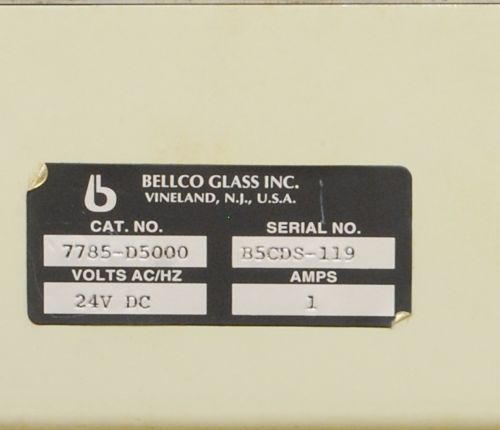 BELLCO GLASS INC.
VINELAND, N.J., U.S.A.
CAT. NO. SERIAL NO.
7785-D5000 B5CDS-119
VOLTS AC/HZ AMPS
24V DC 1